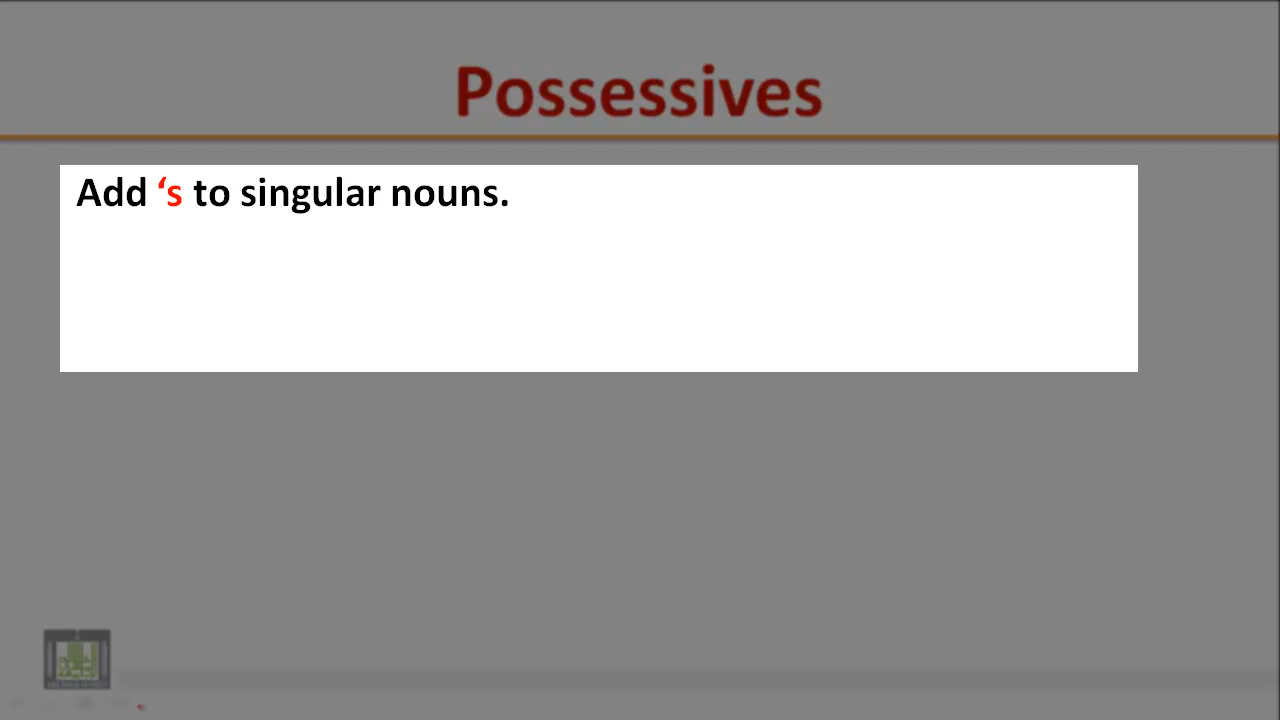 Possessives
Add ‘s to singular nouns.